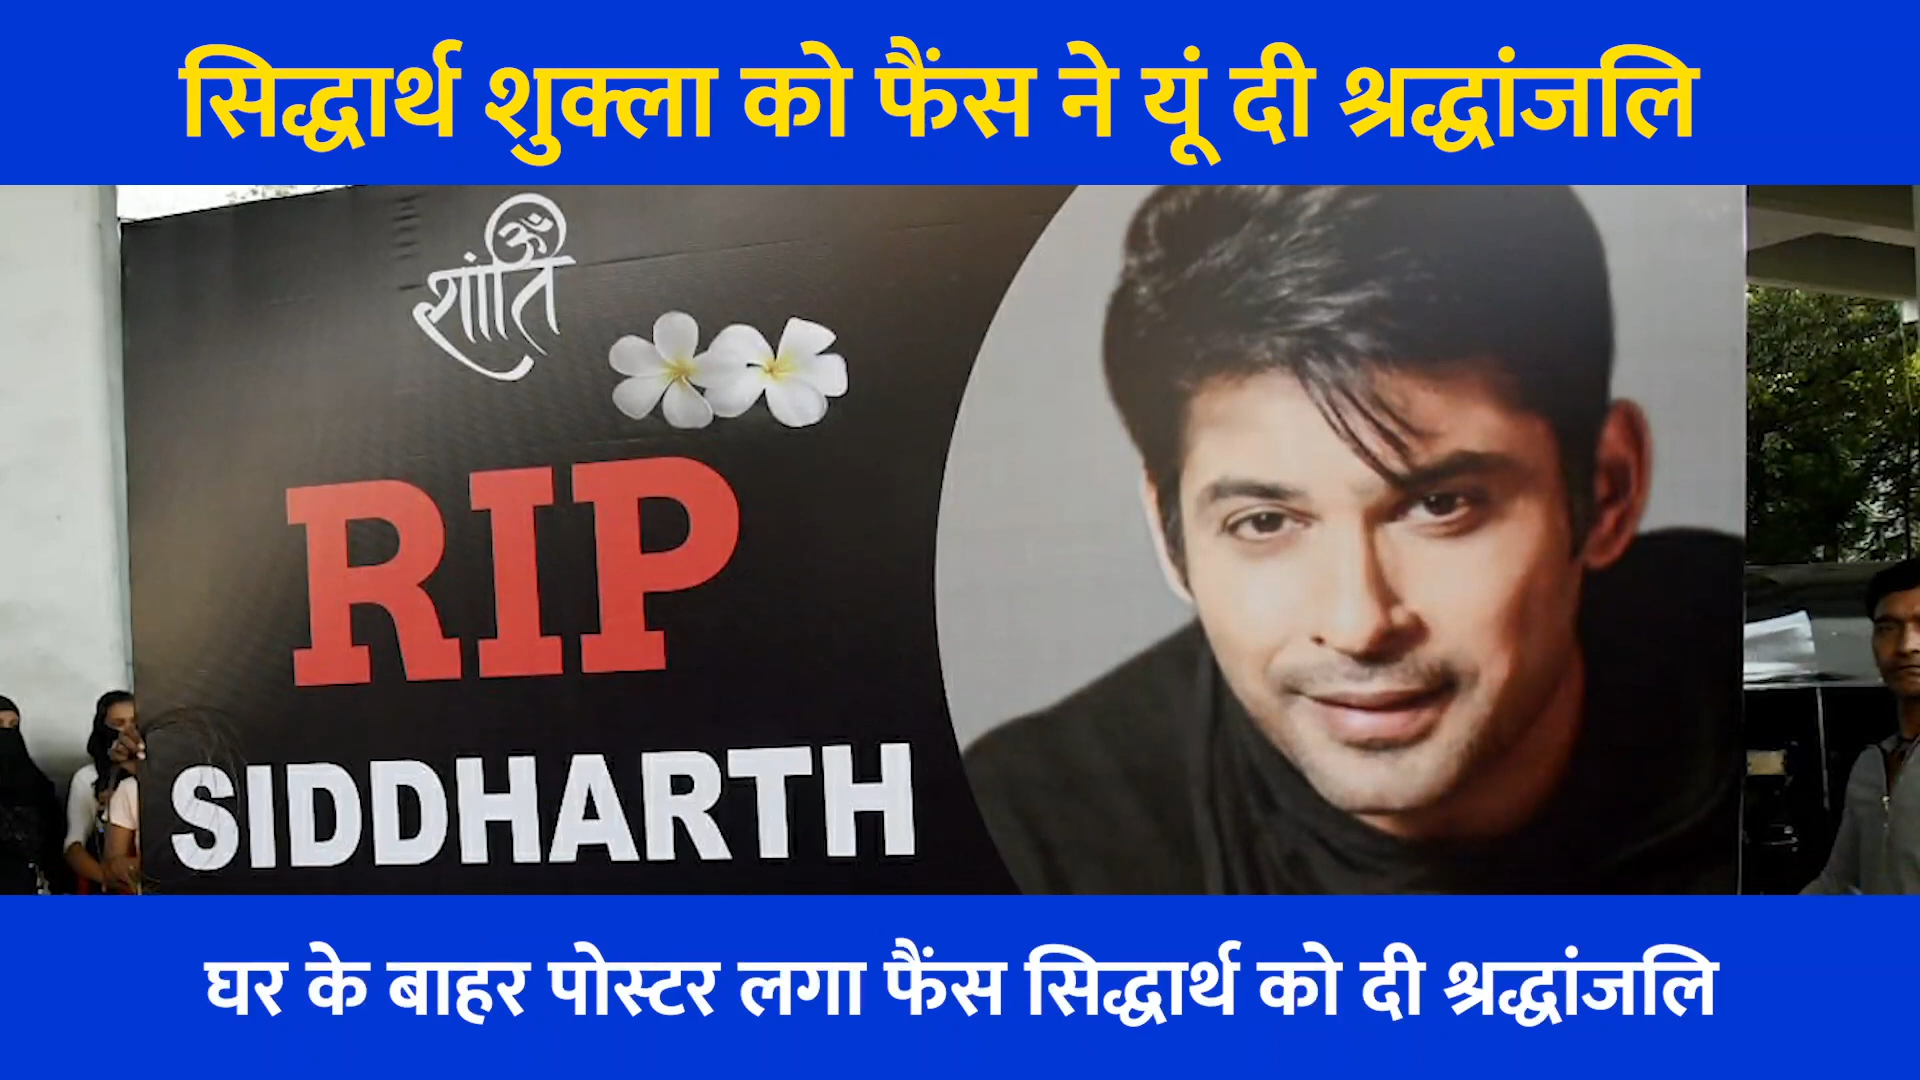 सिद्धार्थ शुक्ला को फैंस ने यूं दी श्रद्धांजलि
ॐ
शांति
RIP
SIDDHARTH
घर के बाहर पोस्टर लगा फैंस सिद्धार्थ को दी श्रद्धांजलि